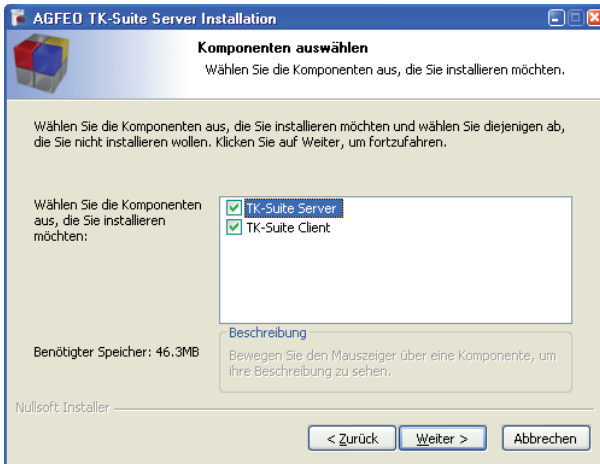 AGFEO TK-Suite Server Installation
Komponenten auswählen
Wählen Sie die Komponenten aus, die Sie installieren möchten.
Wählen Sie die Komponenten aus, die Sie installieren möchten und wählen Sie diejenigen ab,
die Sie nicht installieren wollen. Klicken Sie auf Weiter, um fortzufahren.
Wählen Sie die Komponenten
aus, die Sie installieren
möchten:
TK-Suite Server
TK-Suite Client
Benötigter Speicher: 46.3MB
Beschreibung
Bewegen Sie den Mauszeiger über eine Komponente, um
ihre Beschreibung zu sehen.
Nullsoft Installer
< Zurück Weiter > Abbrechen